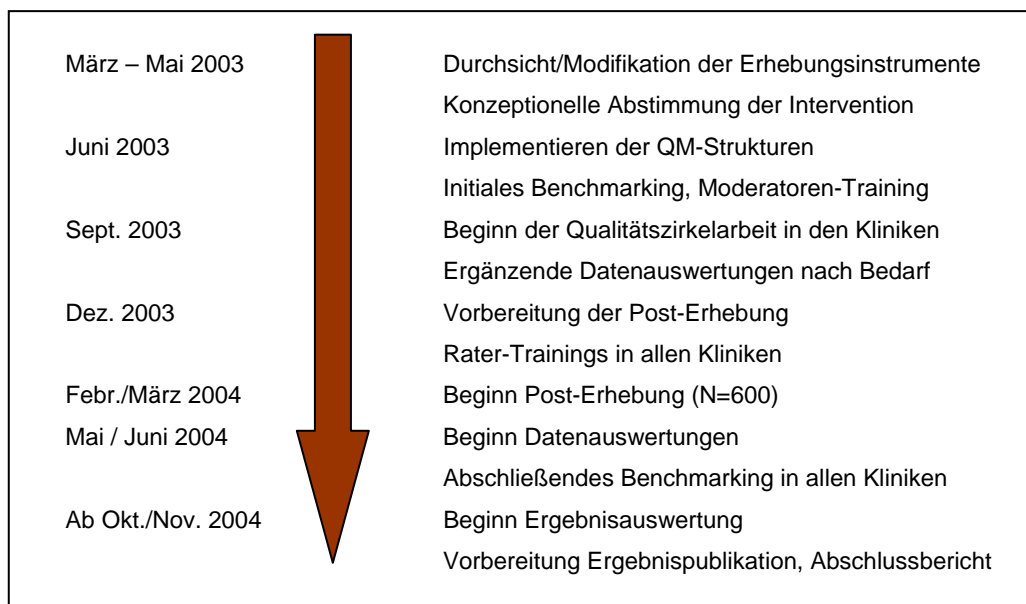 März – Mai 2003 Durchsicht/Modifikation der Erhebungsinstrumente
Konzeptionelle Abstimmung der Intervention
Juni 2003 Implementieren der QM-Strukturen
Initiales Benchmarking, Moderatoren-Training
Sept. 2003 Beginn der Qualitätszirkelarbeit in den Kliniken
Ergänzende Datenauswertungen nach Bedarf
Dez. 2003 Vorbereitung der Post-Erhebung
Rater-Trainings in allen Kliniken
Febr./März 2004 Beginn Post-Erhebung (N=600)
Mai / Juni 2004 Beginn Datenauswertungen
Abschließendes Benchmarking in allen Kliniken
Ab Okt./Nov. 2004 Beginn Ergebnisauswertung
Vorbereitung Ergebnispublikation, Abschlussbericht